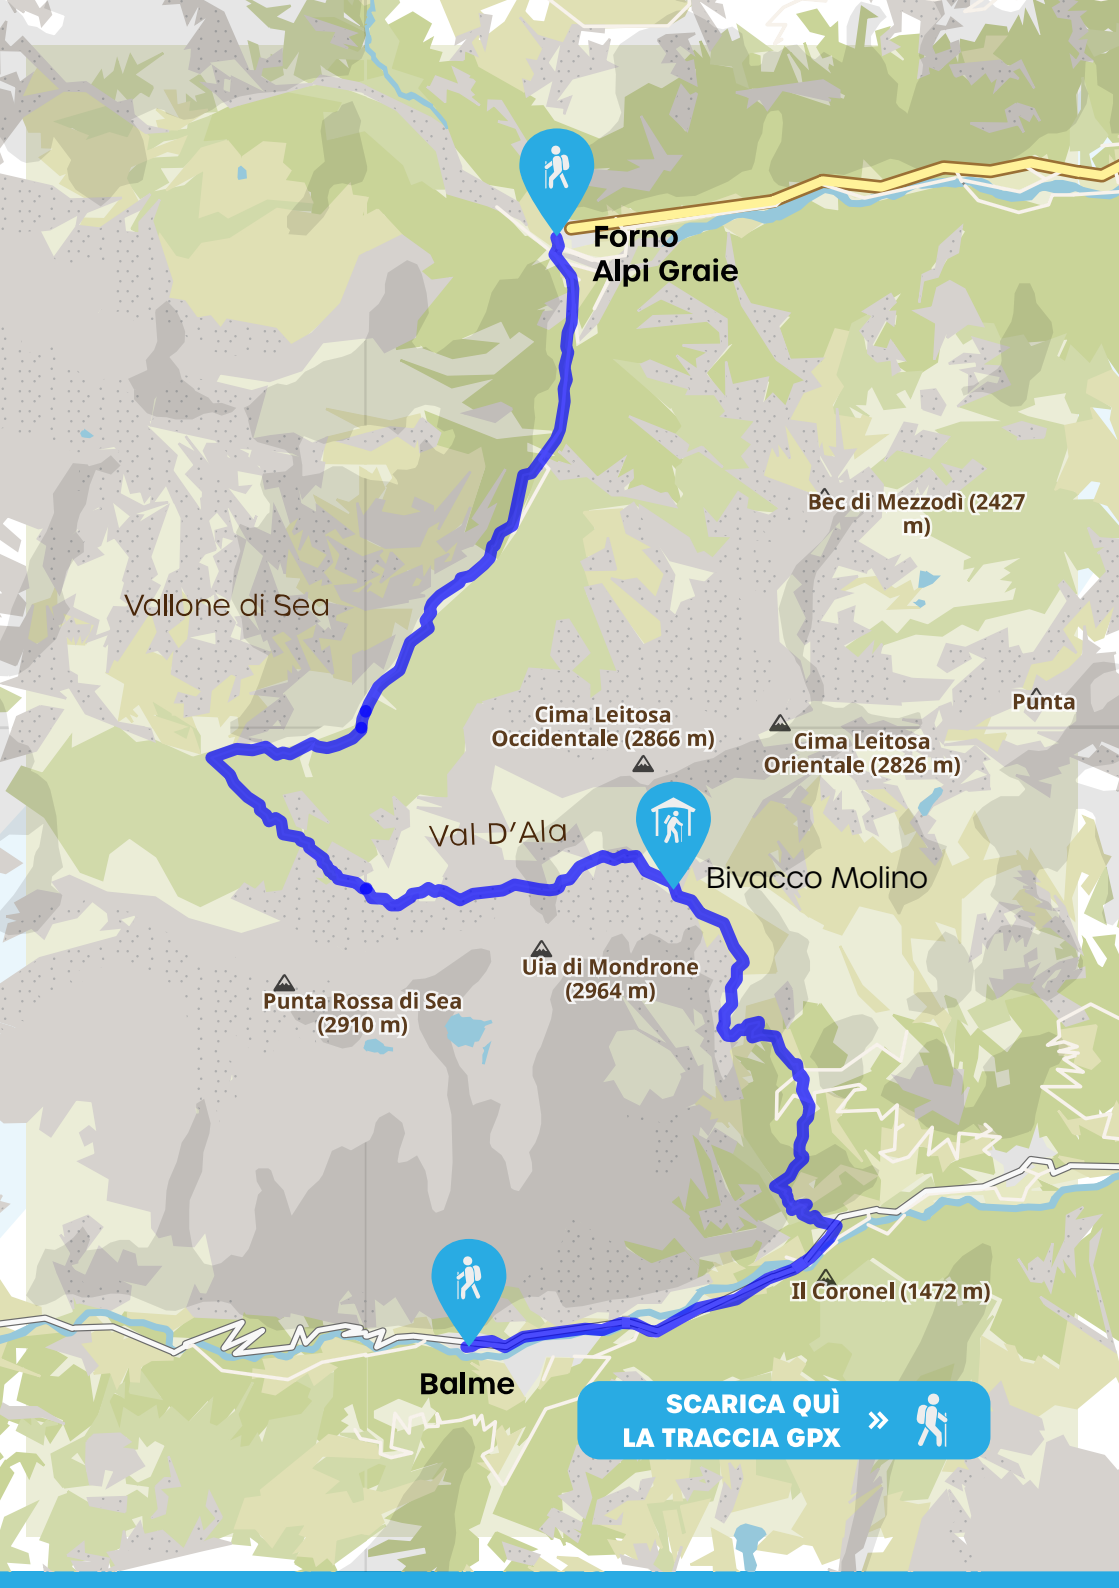 Forno
Alpi Graie
Bec di Mezzodì (2427
m)
Vallone di Sea
Punta
Cima Leitosa
Occidentale (2866 m)
Cima Leitosa
Orientale (2826 m)
Val D'Ala
Bivacco Molino
Uia di Mondrone
(2964 m)
Punta Rossa di Sea
(2910 m)
Il Coronel (1472 m)
Balme
SCARICA QUÌ
LA TRACCIA GPX